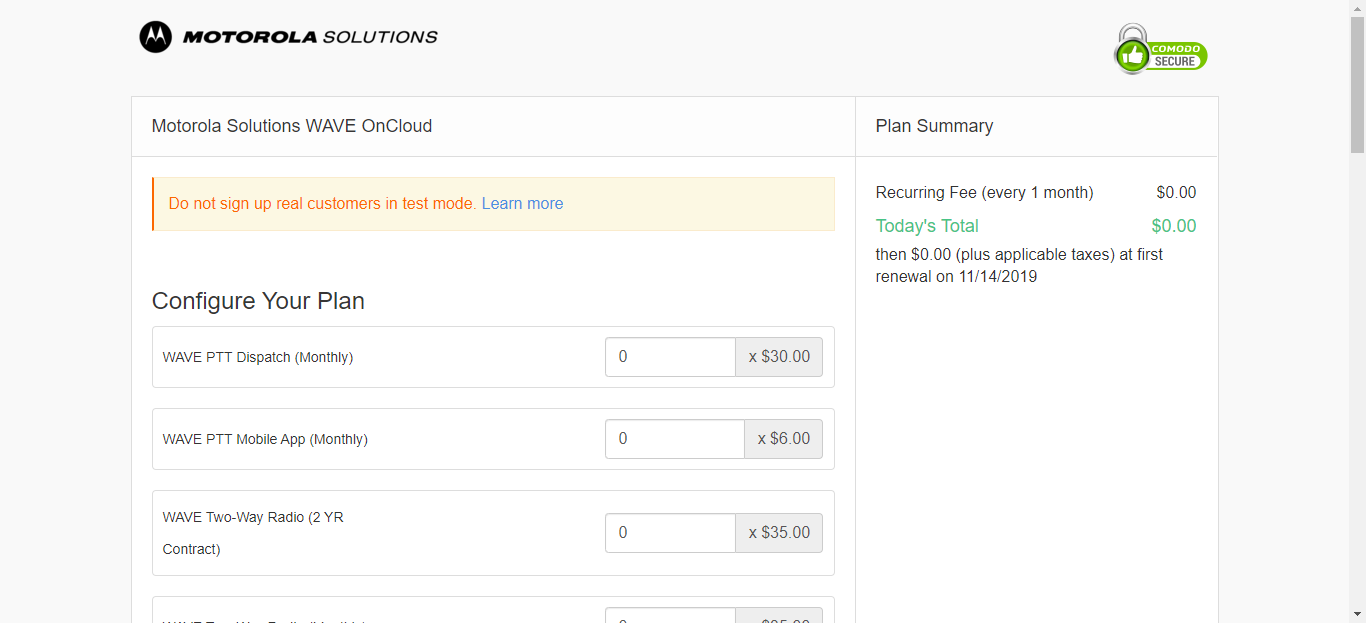 MOTOROLA SOLUTIONS
COMODO
SECURE
Motorola Solutions WAVE OnCloud
Plan Summary
Do not sign up real customers in test mode. Learn more
Recurring Fee (every 1 month) $0.00
Today's Total $0.00
then $0.00 (plus applicable taxes) at first
renewal on 11/14/2019
Configure Your Plan
WAVE PTT Dispatch (Monthly) 0 x $30.00
WAVE PTT Mobile App (Monthly) 0 x $6.00
WAVE Two-Way Radio (2 YR
Contract)
0 x $35.00